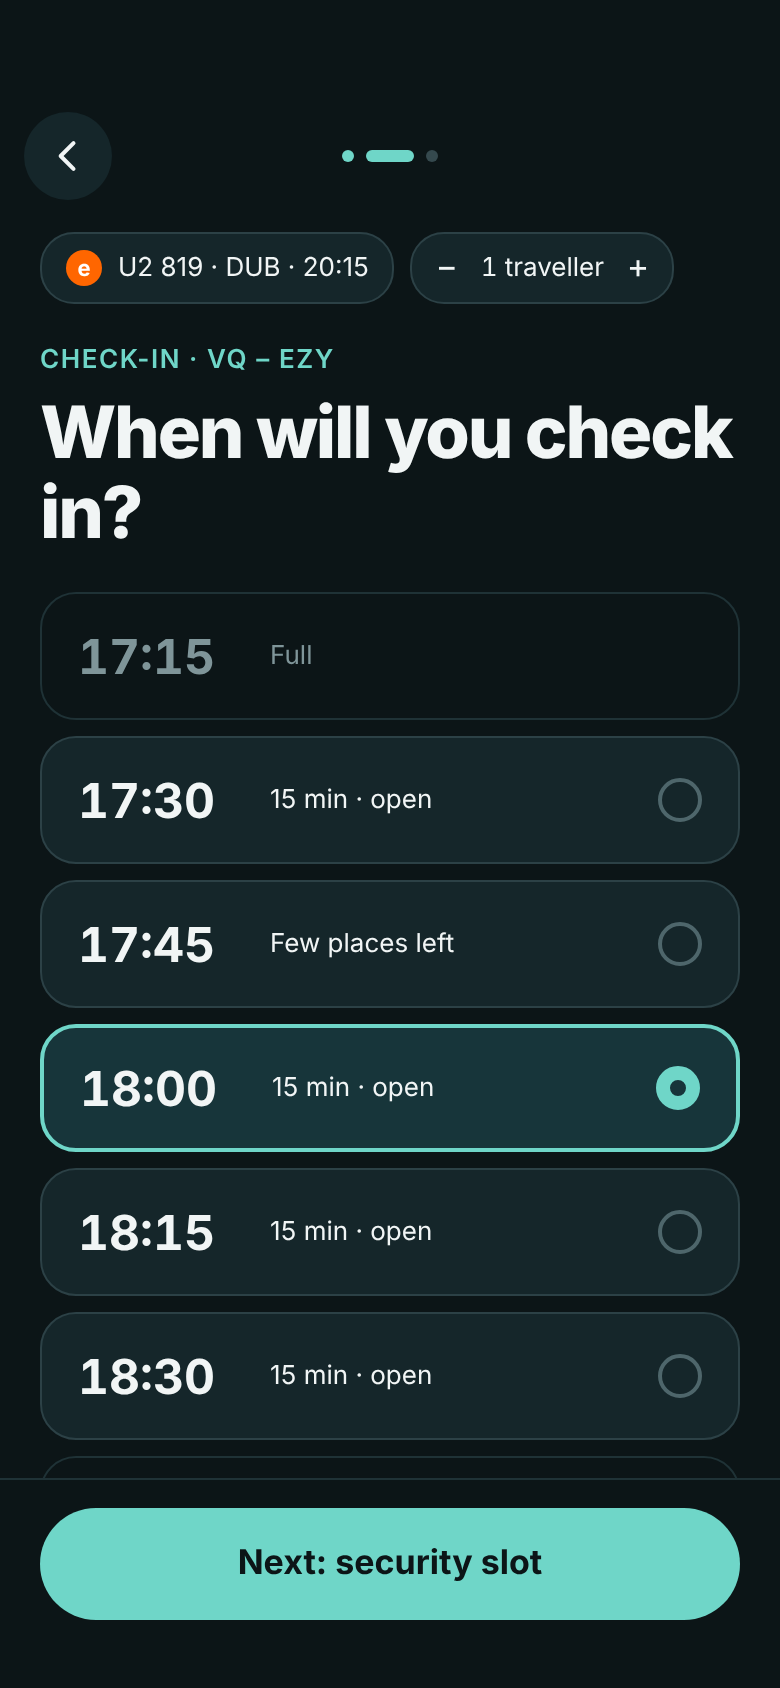 e U2 819 · DUB · 20:15
− 1 traveller +
CHECK-IN · VQ – EZY
When will you check
in?
17:15 Full
17:30 15 min · open
17:45 Few places left
18:00 15 min · open
18:15 15 min · open
18:30 15 min · open
Next: security slot